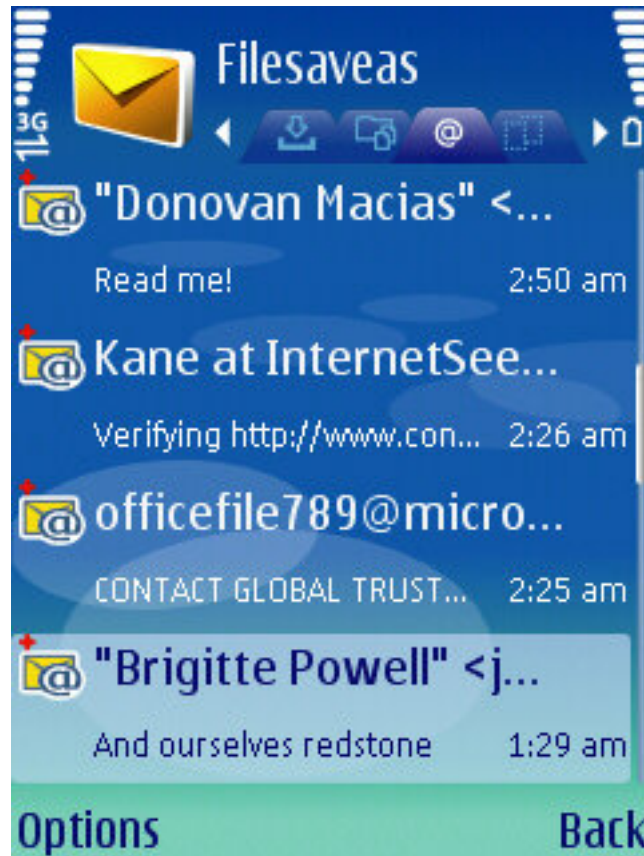 Filesaveas
3G
@
"Donovan Macias" <...
Read me! 2:50 am
Kane at InternetSee...
Verifying http://www.con... 2:26 am
officefile789@micro...
CONTACT GLOBAL TRUST... 2:25 am
"Brigitte Powell" <j...
And ourselves redstone 1:29 am
Options Back